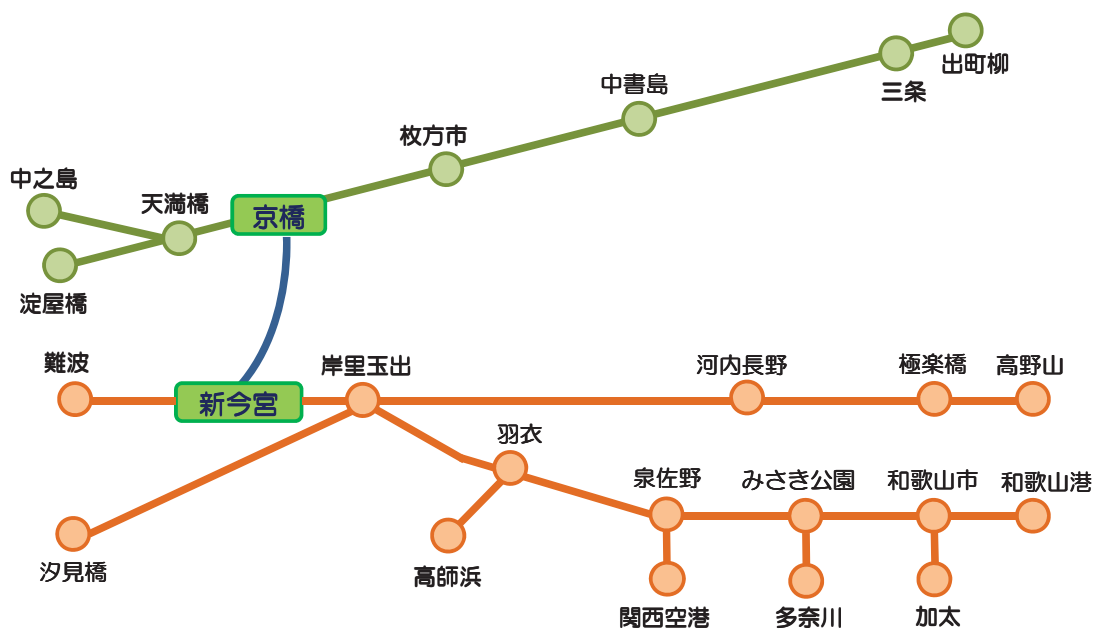 出町柳
三条
中書島
枚方市
中之島
天満橋
京橋
淀屋橋
難波
新今宮
岸里玉出
河内長野
極楽橋
高野山
羽衣
泉佐野
みさき公園
和歌山市
和歌山港
汐見橋
高師浜
関西空港
多奈川
加太